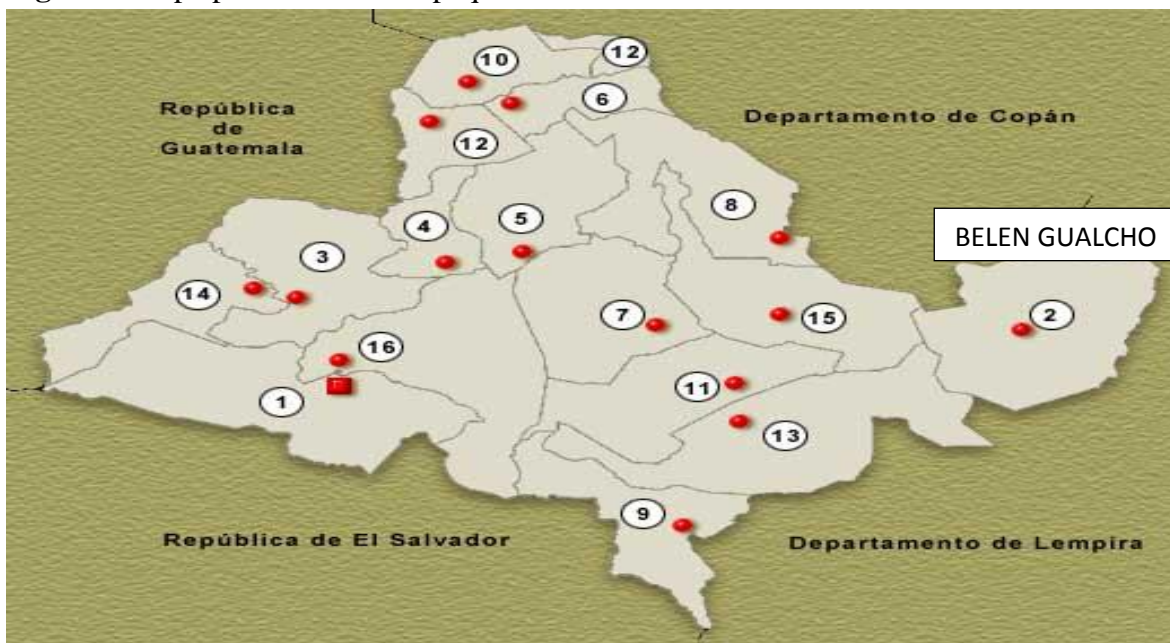 10
12
6
República
de
Guatemala
Departamento de Copán
12
8
5
4
BELEN GUALCHO
3
14
7
15
2
16
11
1
13
9
República de El Salvador
Departamento de Lempira